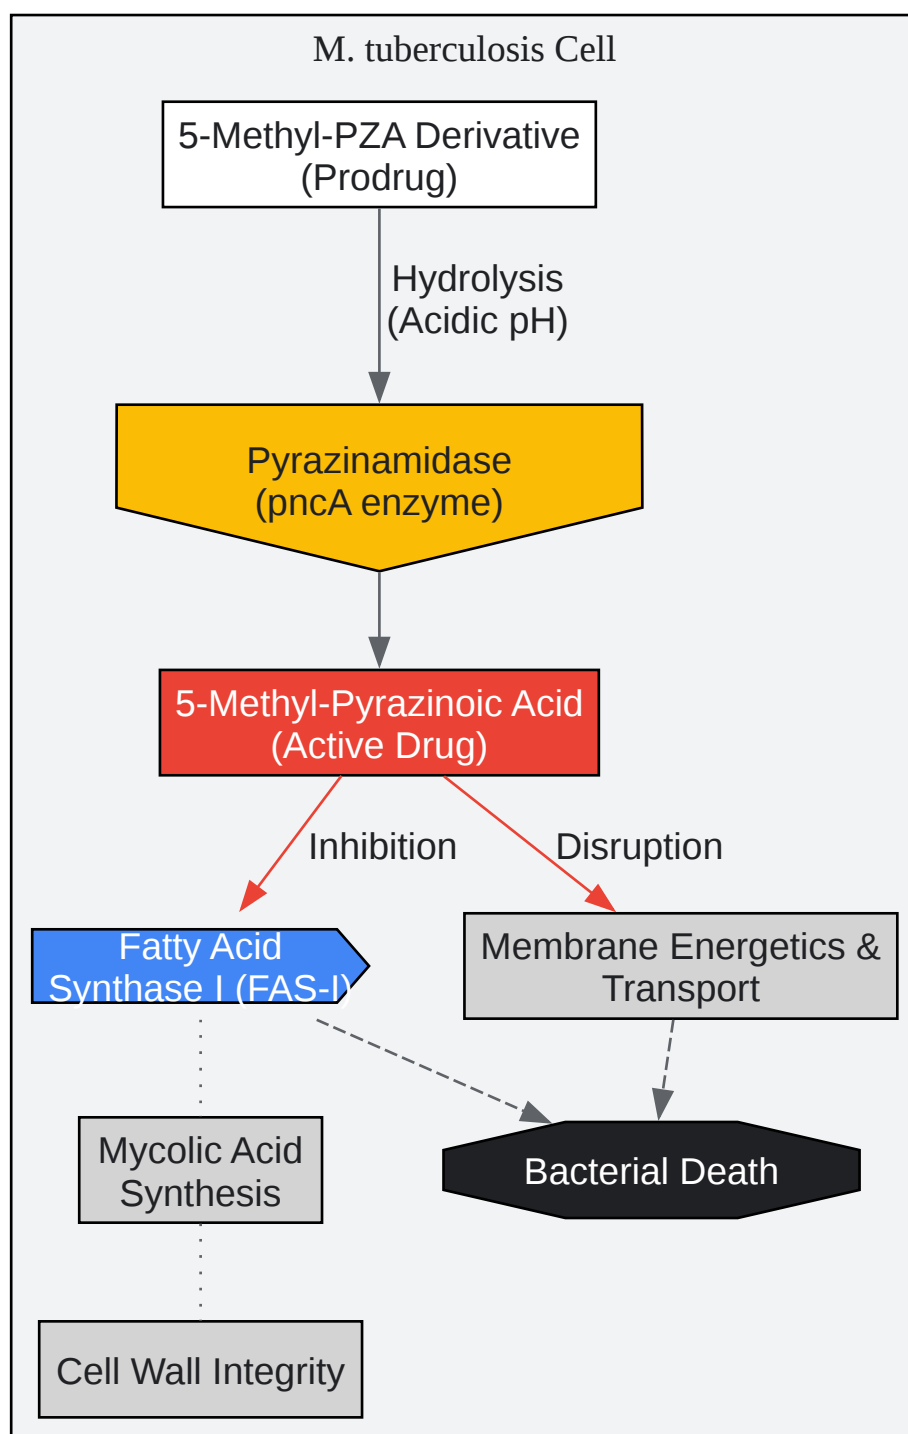 M. tuberculosis Cell
5-Methyl-PZA Derivative
(Prodrug)
Hydrolysis
(Acidic pH)
Pyrazinamidase
(pncA enzyme)
5-Methyl-Pyrazinoic Acid
(Active Drug)
Inhibition
Disruption
Fatty Acid
Synthase I (FAS-I)
Membrane Energetics &
Transport
Mycolic Acid
Synthesis
Bacterial Death
Cell Wall Integrity